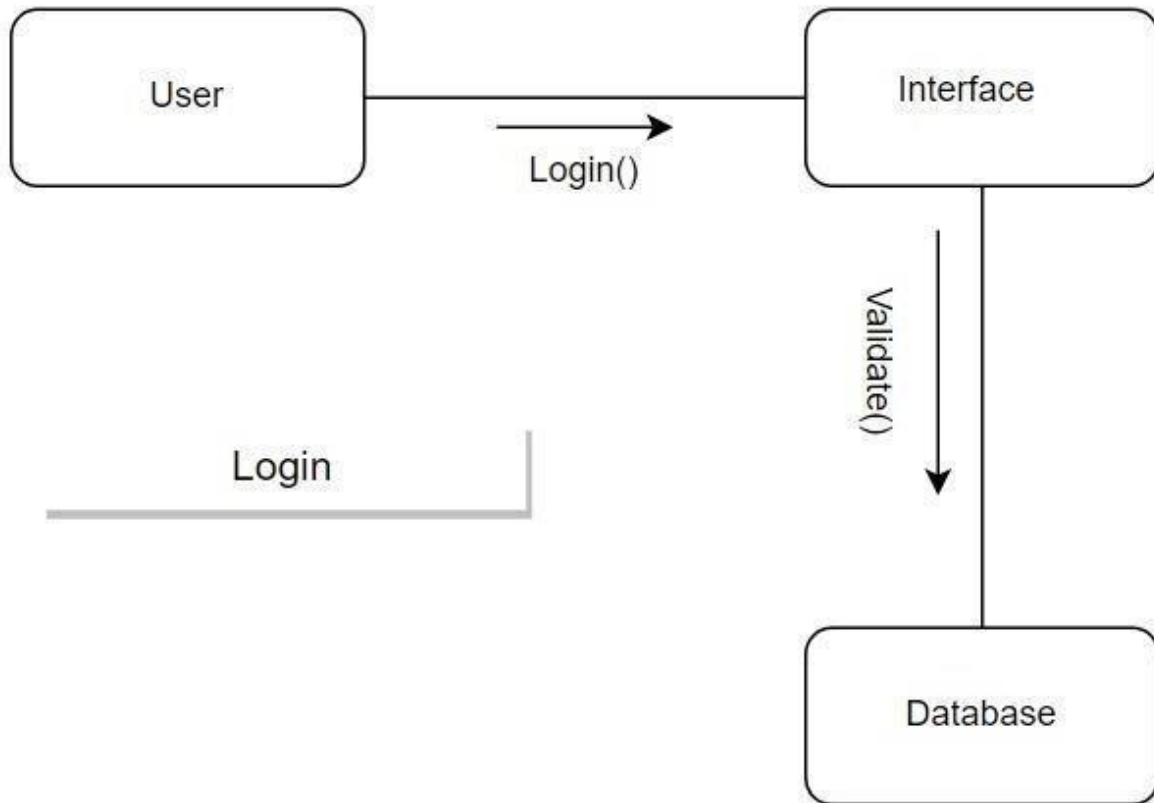 User
Interface
Login()
Validate()
Login
Database